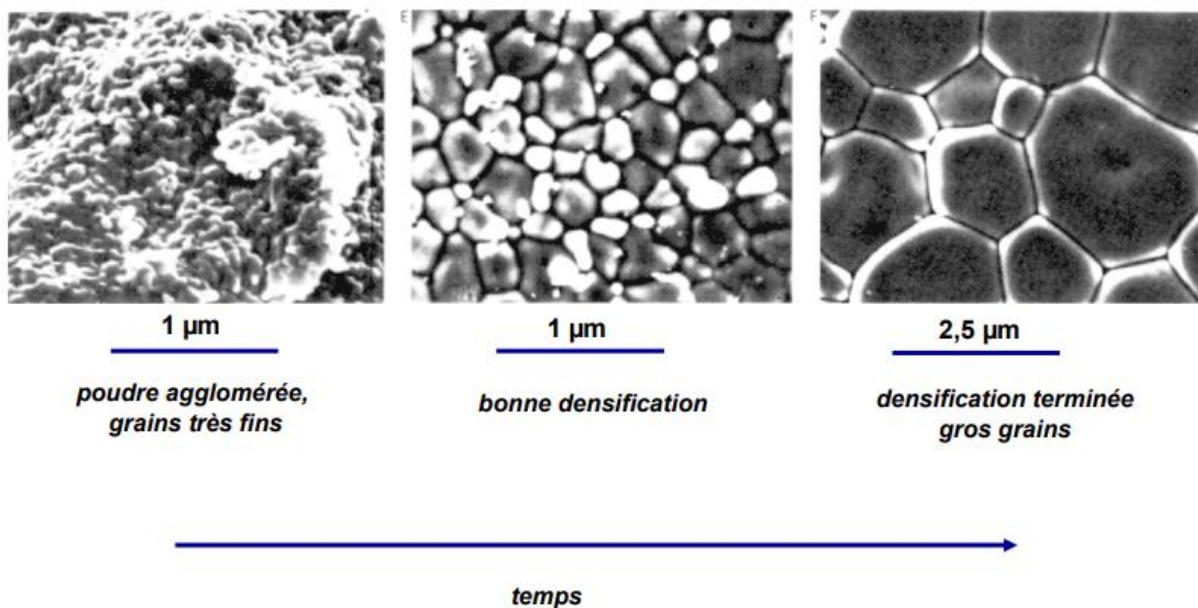 E
F
1 µm
1 µm
2,5 µm
poudre agglomérée,
grains très fins
bonne densification
densification terminée
gros grains
temps